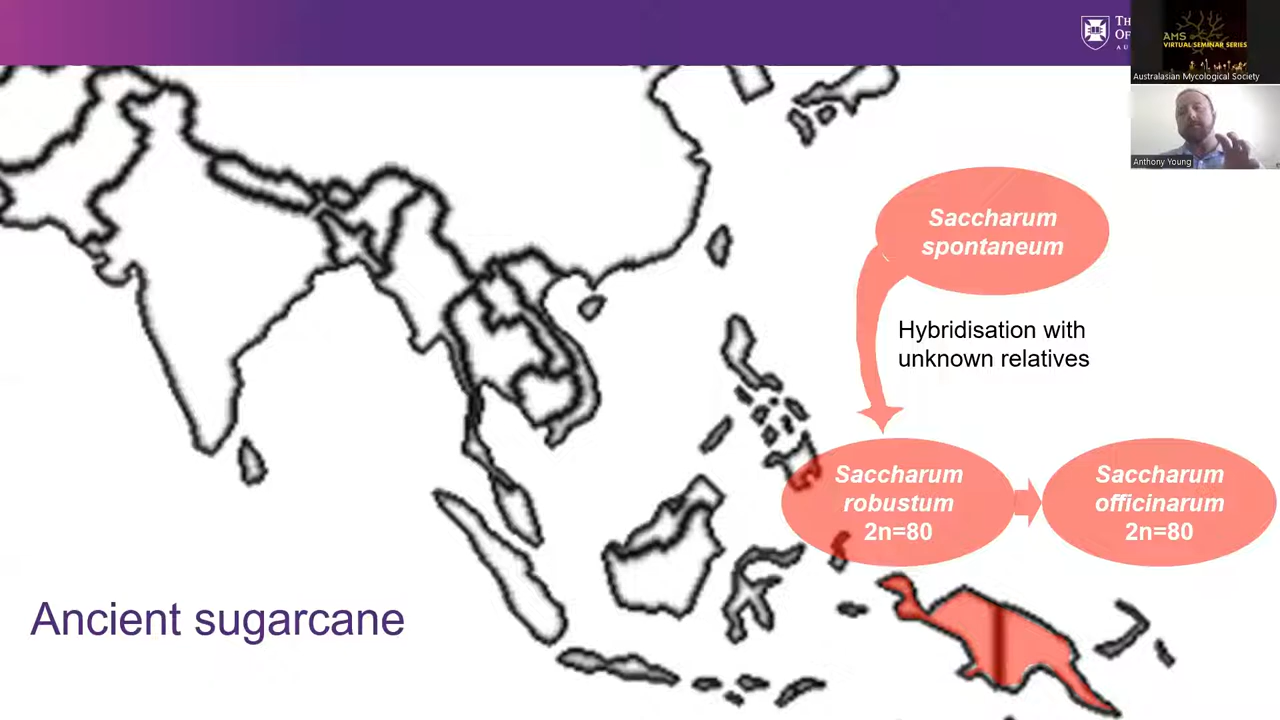 AMS
VIRTUAL SEMINAR SERIES
Australasian Mycological Society
Anthony Young
Saccharum
spontaneum
Hybridisation with
unknown relatives
Saccharum
robustum
2n=80
Saccharum
officinarum
2n=80
Ancient sugarcane